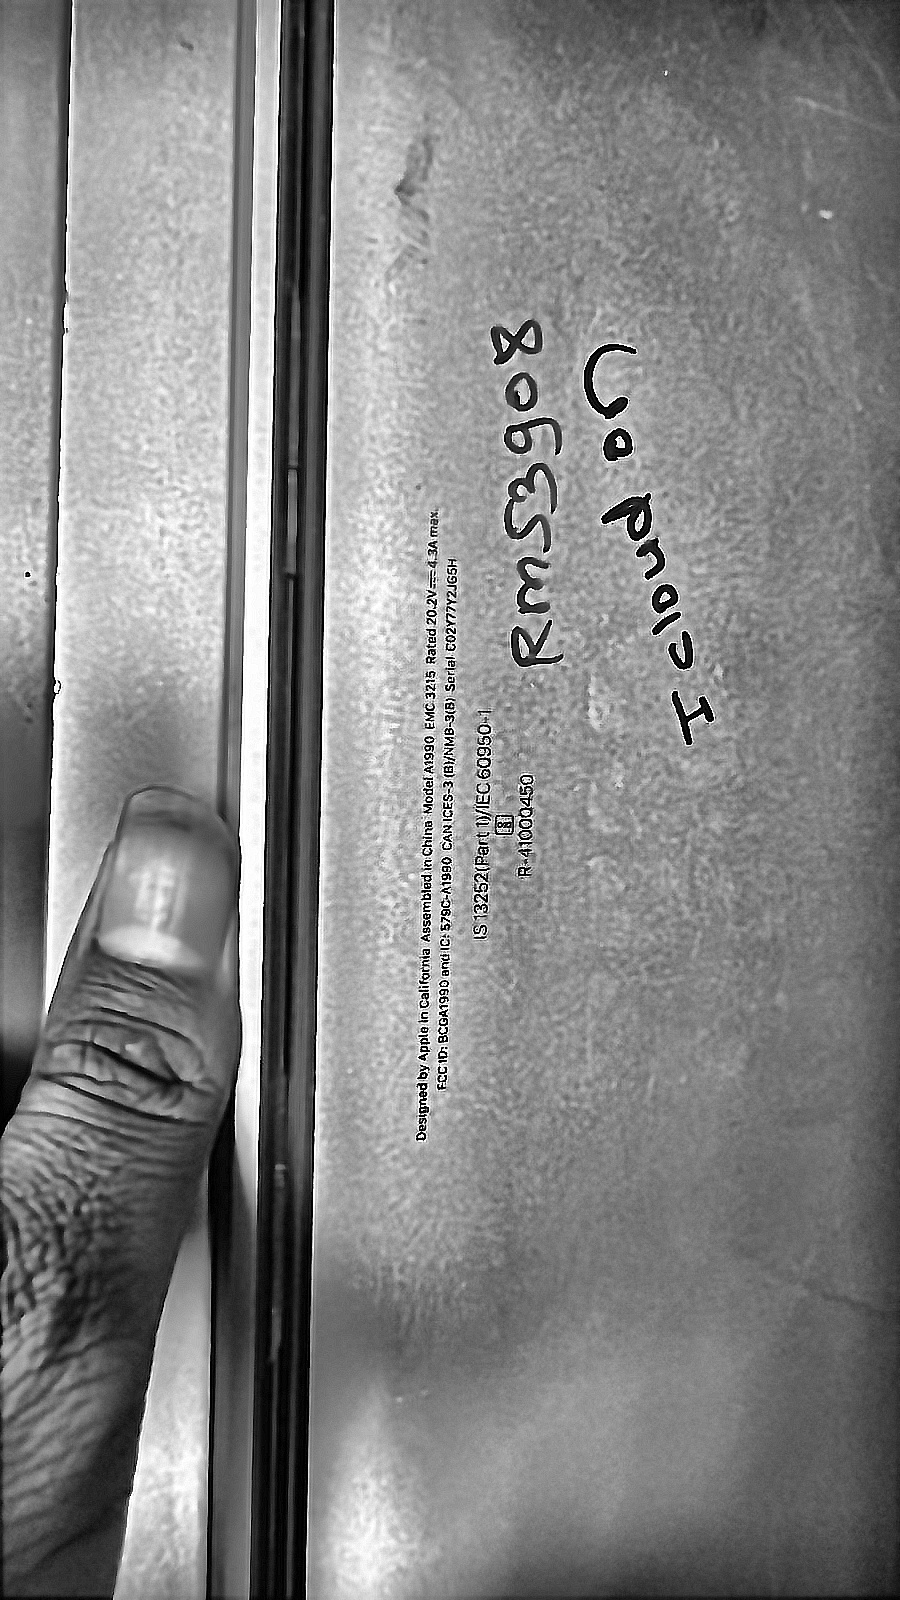 Designed by Apple in California Assembled in China Model A1990 EMC 3215 Rated 20.2V⎓4.3A max.
FCC ID: BCGA1990 and IC: 579C-A1990 CAN ICES-3 (B)/NMB-3(B) Serial C02Y77Y2JG5H
IS 13252(Part 1)/IEC 60950-1
R-41000450
Rm53908
Icloud on